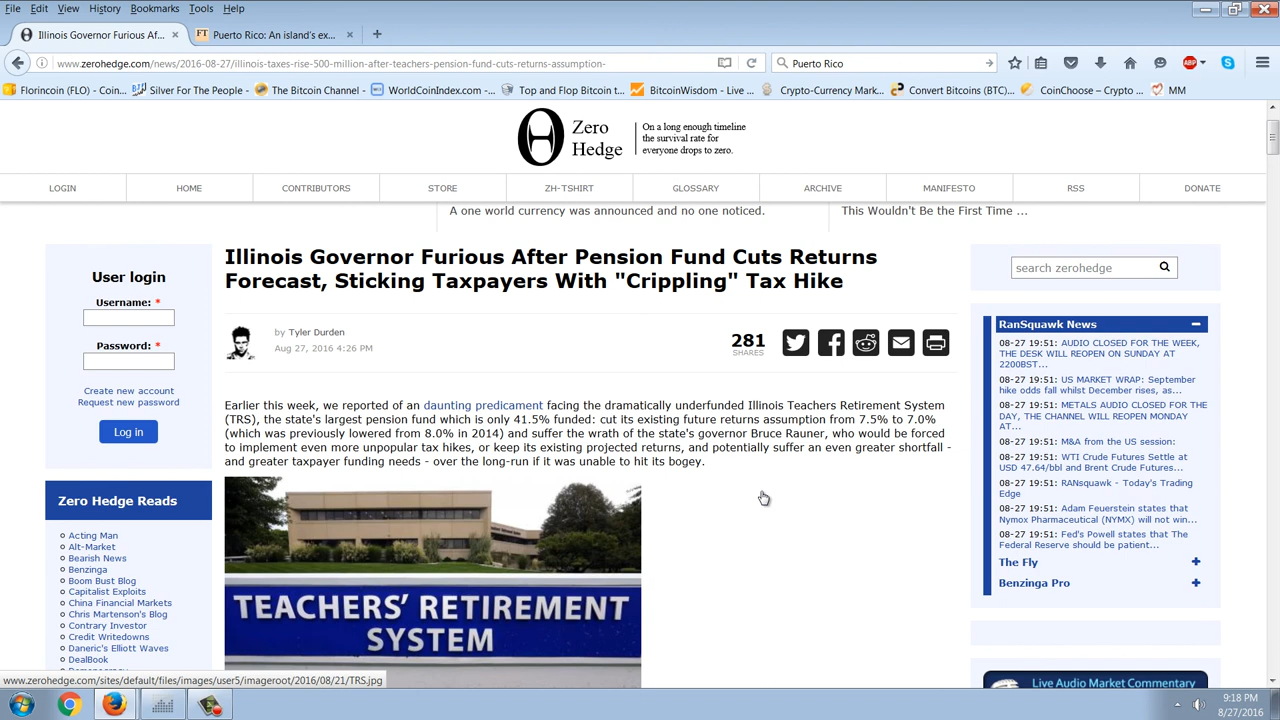 File Edit View History Bookmarks Tools Help
Illinois Governor Furious Af... × FT Puerto Rico: An island's ex... × +
www.zerohedge.com/news/2016-08-27/illinois-taxes-rise-500-million-after-teachers-pension-fund-cuts-returns-assumption-
Puerto Rico
ABP
Florincoin (FLO) - Coin... Silver For The People - The Bitcoin Channel - WorldCoinIndex.com -... Top and Flop Bitcoin t... BitcoinWisdom - Live ... Crypto-Currency Mark... Convert Bitcoins (BTC)... CoinChoose – Crypto ... MM
Zero
Hedge
On a long enough timeline
the survival rate for
everyone drops to zero.
LOGIN HOME CONTRIBUTORS STORE ZH-TSHIRT GLOSSARY ARCHIVE MANIFESTO RSS DONATE
A one world currency was announced and no one noticed.
This Wouldn't Be the First Time ...
User login
Username: *
Password: *
Create new account
Request new password
Log in
Zero Hedge Reads
Acting Man
Alt-Market
Bearish News
Benzinga
Boom Bust Blog
Capitalist Exploits
China Financial Markets
Chris Martenson's Blog
Contrary Investor
Credit Writedowns
Daneric's Elliott Waves
DealBook
Illinois Governor Furious After Pension Fund Cuts Returns
Forecast, Sticking Taxpayers With "Crippling" Tax Hike
by Tyler Durden
Aug 27, 2016 4:26 PM
281
SHARES
Earlier this week, we reported of an daunting predicament facing the dramatically underfunded Illinois Teachers Retirement System
(TRS), the state's largest pension fund which is only 41.5% funded: cut its existing future returns assumption from 7.5% to 7.0%
(which was previously lowered from 8.0% in 2014) and suffer the wrath of the state's governor Bruce Rauner, who would be forced
to implement even more unpopular tax hikes, or keep its existing projected returns, and potentially suffer an even greater shortfall -
and greater taxpayer funding needs - over the long-run if it was unable to hit its bogey.
TEACHERS' RETIREMENT
SYSTEM
search zerohedge
RanSquawk News
08-27 19:51: AUDIO CLOSED FOR THE WEEK,
THE DESK WILL REOPEN ON SUNDAY AT
2200BST...
08-27 19:51: US MARKET WRAP: September
hike odds fall whilst December rises, as...
08-27 19:51: METALS AUDIO CLOSED FOR THE
DAY, THE CHANNEL WILL REOPEN MONDAY
AT...
08-27 19:51: M&A from the US session:
08-27 19:51: WTI Crude Futures Settle at
USD 47.64/bbl and Brent Crude Futures...
08-27 19:51: RANsquawk - Today's Trading
Edge
08-27 19:51: Adam Feuerstein states that
Nymox Pharmaceutical (NYMX) will not win...
08-27 19:51: Fed's Powell states that The
Federal Reserve should be patient...
The Fly
Benzinga Pro
Live Audio Market Commentary
www.zerohedge.com/sites/default/files/images/user5/imageroot/2016/08/21/TRS.jpg
9:18 PM
8/27/2016